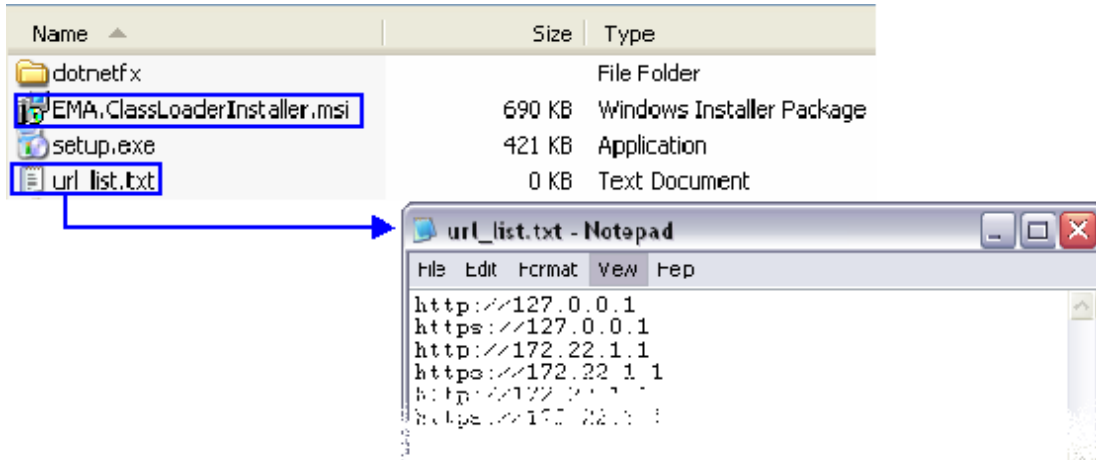 Name Size Type
dotnetfx File Folder
EMA.ClassLoaderInstaller.msi 690 KB Windows Installer Package
setup.exe 421 KB Application
url_list.txt 0 KB Text Document
url_list.txt - Notepad
File Edit Format View Help
http://127.0.0.1
https://127.0.0.1
http://172.22.1.1
https://172.22.1.1